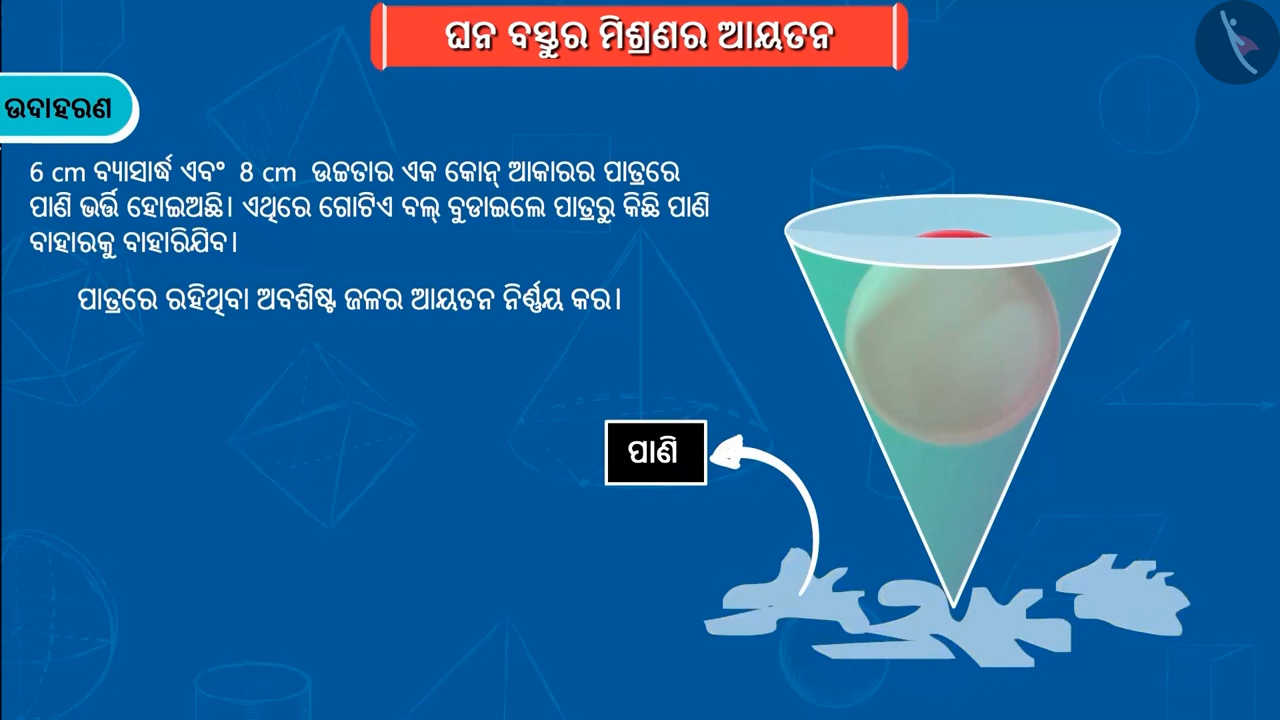 ଘନ ବସ୍ତୁର ମିଶ୍ରଣର ଆୟତନ
ଉଦାହରଣ
6 cm ବ୍ୟାସାର୍ଦ୍ଧ ଏବଂ 8 cm ଉଚ୍ଚତାର ଏକ କୋନ୍ ଆକାରର ପାତ୍ରରେ
ପାଣି ଭର୍ତ୍ତି ହୋଇଅଛି। ଏଥିରେ ଗୋଟିଏ ବଲ୍ ବୁଡାଇଲେ ପାତ୍ରରୁ କିଛି ପାଣି
ବାହାରକୁ ବାହାରିଯିବ।
ପାତ୍ରରେ ରହିଥିବା ଅବଶିଷ୍ଟ ଜଳର ଆୟତନ ନିର୍ଣ୍ଣୟ କର।
ପାଣି